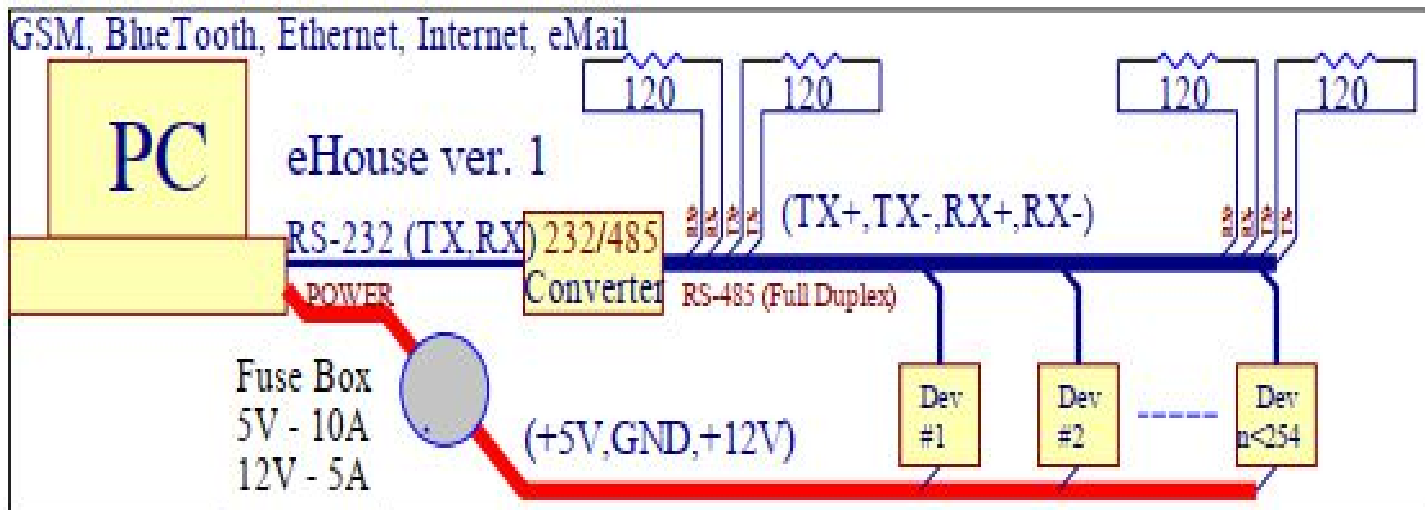 GSM, BlueTooth, Ethernet, Internet, eMail
120
120
120
120
PC
eHouse ver. 1
(TX+,TX-,RX+,RX-)
RS-232 (TX,RX)
232/485
Converter
RS-485 (Full Duplex)
POWER
Fuse Box
5V - 10A
12V - 5A
(+5V,GND,+12V)
Dev
#1
Dev
#2
Dev
n<254